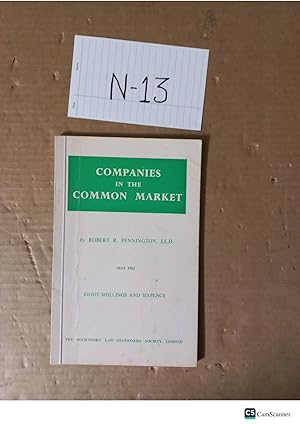 N-13
COMPANIES
IN THE
COMMON MARKET
By ROBERT R. PENNINGTON, LL.D.
MAY 1962
EIGHT SHILLINGS AND SIXPENCE
THE SOLICITORS' LAW STATIONERY SOCIETY, LIMITED
CS CamScanner